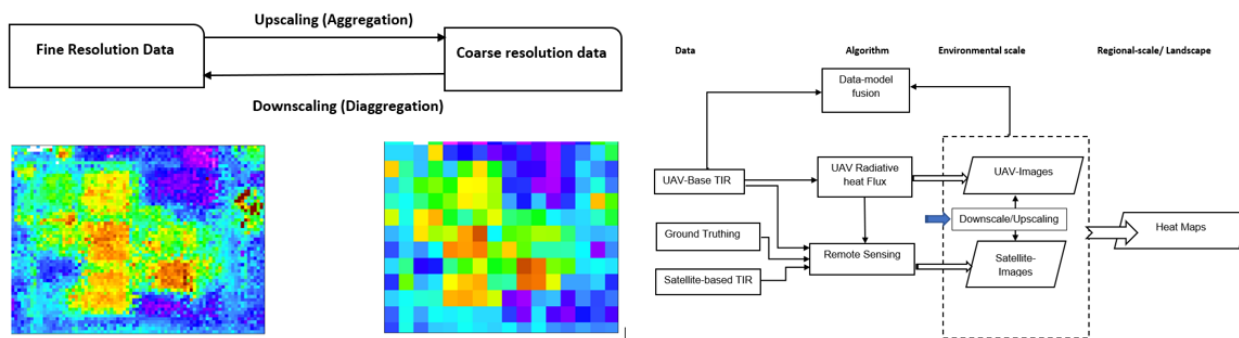 Upscaling (Aggregation)
Fine Resolution Data
Coarse resolution data
Downscaling (Diaggregation)
Data
Algorithm
Environmental scale
Regional-scale/ Landscape
Data-model
fusion
UAV-Base TIR
UAV Radiative
heat Flux
UAV-Images
Downscale/Upscaling
Ground Truthing
Remote Sensing
Satellite-
Images
Heat Maps
Satellite-based TIR